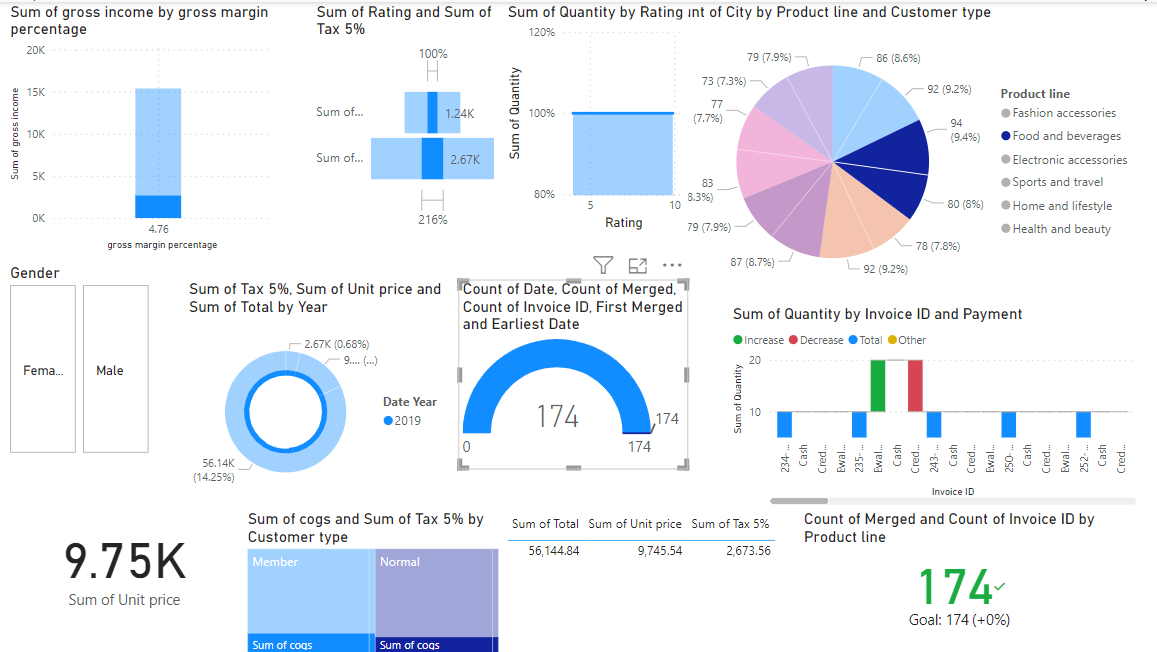 Sum of gross income by gross margin
percentage
20K
15K
10K
5K
0K
Sum of gross income
4.76
gross margin percentage
Sum of Rating and Sum of
Tax 5%
100%
Sum of...
1.24K
Sum of...
2.67K
216%
Sum of Quantity by Rating
120%
100%
80%
Sum of Quantity
5
10
Rating
of City by Product line and Customer type
79 (7.9%)
86 (8.6%)
73 (7.3%)
92 (9.2%)
77
(7.7%)
94
(9.4%)
83
8.3%)
80 (8%)
79 (7.9%)
78 (7.8%)
87 (8.7%)
92 (9.2%)
Product line
Fashion accessories
Food and beverages
Electronic accessories
Sports and travel
Home and lifestyle
Health and beauty
Gender
Fema...
Male
Sum of Tax 5%, Sum of Unit price and
Sum of Total by Year
2.67K (0.68%)
9.... (...)
56.14K
(14.25%)
Date Year
2019
Count of Date, Count of Merged,
Count of Invoice ID, First Merged
and Earliest Date
174
174
0
174
Sum of Quantity by Invoice ID and Payment
Increase
Decrease
Total
Other
20
10
Sum of Quantity
234-...
Cash
Cred...
Ewal...
235-...
Ewal...
Cash
Cred...
243-...
Cash
Cred...
Ewal...
250-...
Cash
Cred...
Ewal...
252-...
Cash
Cred...
Invoice ID
9.75K
Sum of Unit price
Sum of cogs and Sum of Tax 5% by
Customer type
Member
Normal
Sum of cogs
Sum of cogs
Sum of Total Sum of Unit price Sum of Tax 5%
56,144.84 9,745.54 2,673.56
Count of Merged and Count of Invoice ID by
Product line
174
Goal: 174 (+0%)